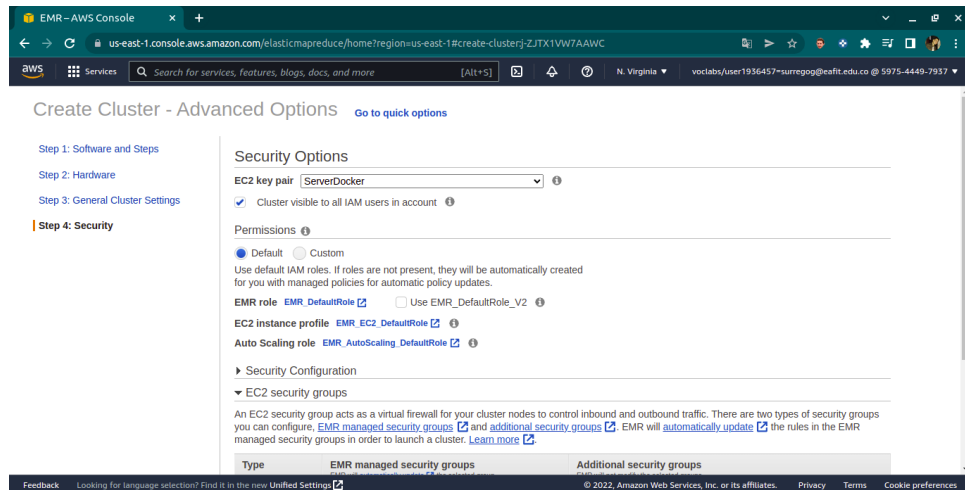 EMR – AWS Console
us-east-1.console.aws.amazon.com/elasticmapreduce/home?region=us-east-1#create-cluster:j-ZJTX1VW7AAWC
aws Services Search for services, features, blogs, docs, and more [Alt+S] N. Virginia voclabs/user1936457=surregog@eafit.edu.co @ 5975-4449-7937
Create Cluster - Advanced Options Go to quick options
Step 1: Software and Steps
Step 2: Hardware
Step 3: General Cluster Settings
Step 4: Security
Security Options
EC2 key pair ServerDocker
Cluster visible to all IAM users in account
Permissions
Default Custom
Use default IAM roles. If roles are not present, they will be automatically created
for you with managed policies for automatic policy updates.
EMR role EMR_DefaultRole Use EMR_DefaultRole_V2
EC2 instance profile EMR_EC2_DefaultRole
Auto Scaling role EMR_AutoScaling_DefaultRole
Security Configuration
EC2 security groups
An EC2 security group acts as a virtual firewall for your cluster nodes to control inbound and outbound traffic. There are two types of security groups
you can configure, EMR managed security groups and additional security groups. EMR will automatically update the rules in the EMR
managed security groups in order to launch a cluster. Learn more.
Type EMR managed security groups Additional security groups
Feedback Looking for language selection? Find it in the new Unified Settings © 2022, Amazon Web Services, Inc. or its affiliates. Privacy Terms Cookie preferences